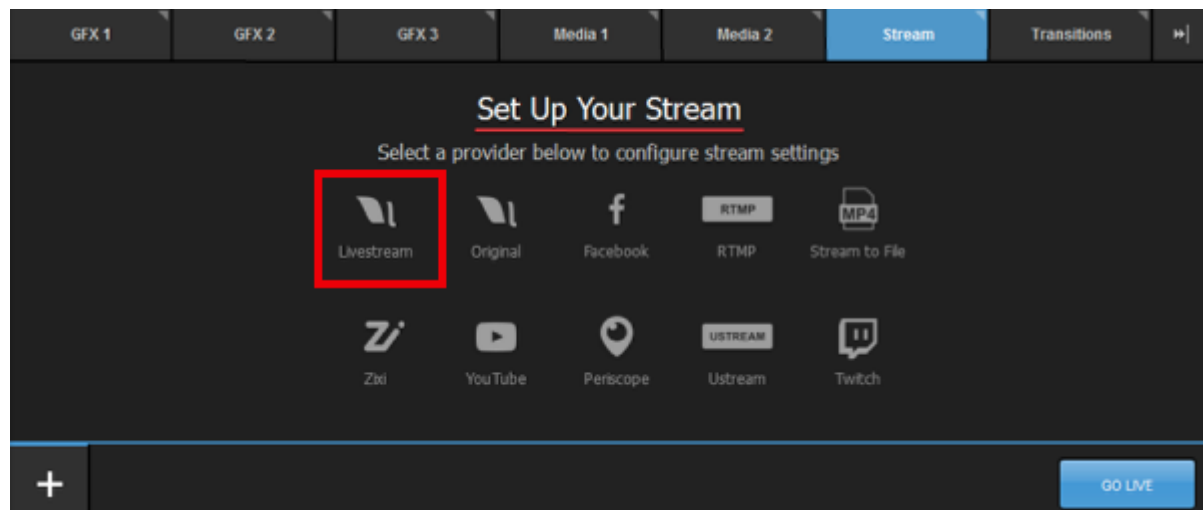 GFX 1 GFX 2 GFX 3 Media 1 Media 2 Stream Transitions
Set Up Your Stream
Select a provider below to configure stream settings
RTMP MP4
Livestream Original Facebook RTMP Stream to File
USTREAM
Zixi YouTube Periscope Ustream Twitch
GO LIVE